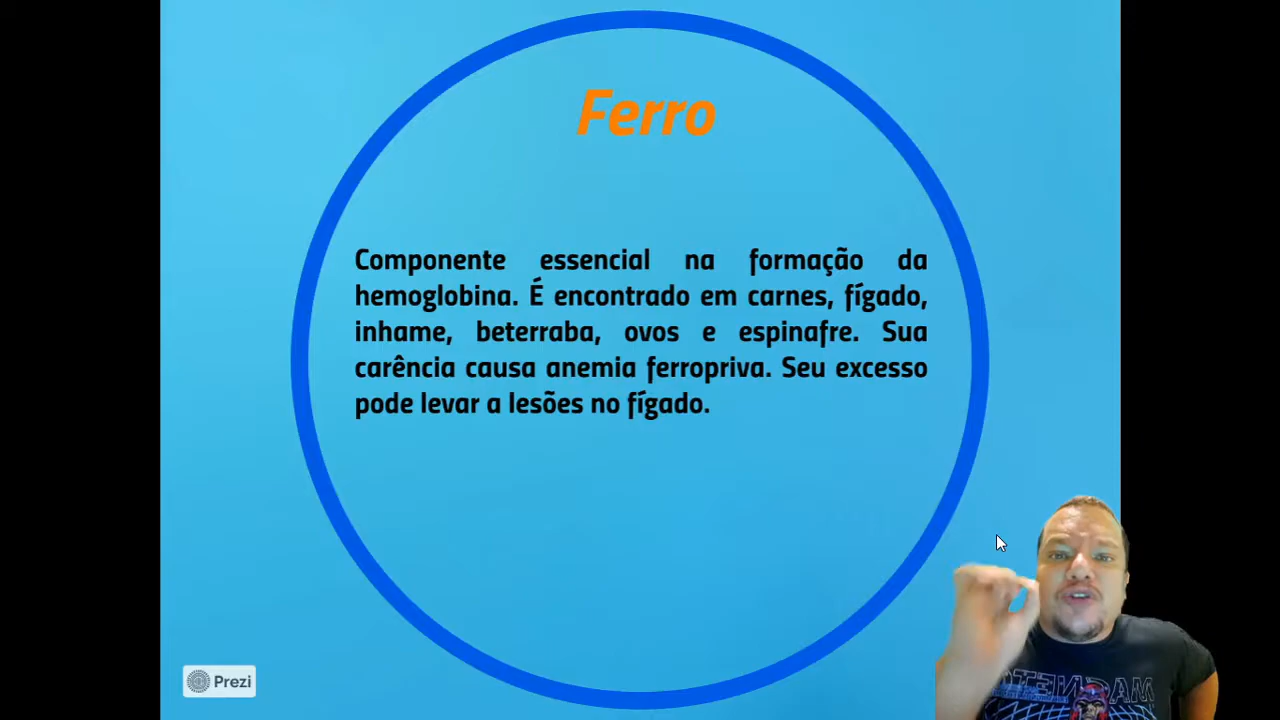 Ferro
Componente essencial na formação da
hemoglobina. É encontrado em carnes, fígado,
inhame, beterraba, ovos e espinafre. Sua
carência causa anemia ferropriva. Seu excesso
pode levar a lesões no fígado.
Prezi